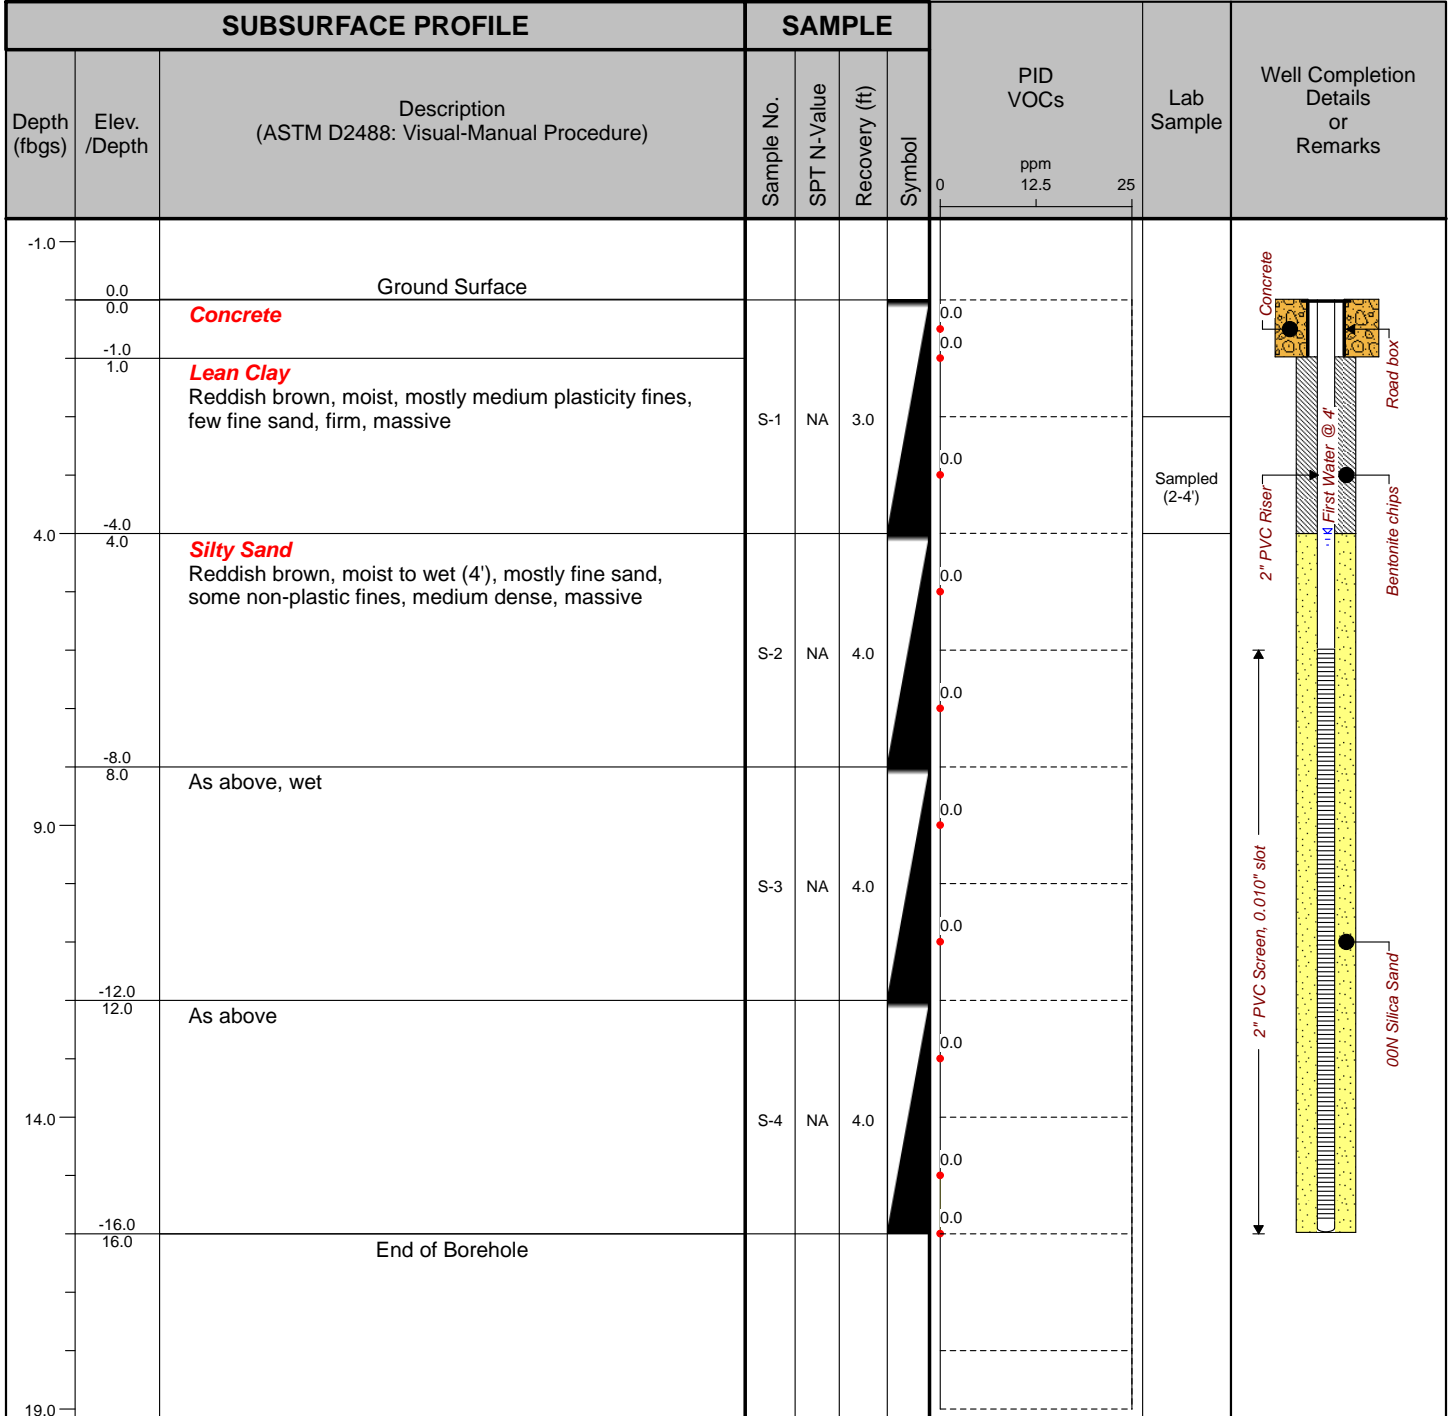 SUBSURFACE PROFILE
SAMPLE
Depth
(fbgs)
Elev.
/Depth
Description
(ASTM D2488: Visual-Manual Procedure)
Sample No.
SPT N-Value
Recovery (ft)
Symbol
PID
VOCs
ppm
0 12.5 25
Lab
Sample
Well Completion
Details
or
Remarks
-1.0
0.0
Ground Surface
0.0
Concrete
0.0
0.0
-1.0
1.0
Lean Clay
Reddish brown, moist, mostly medium plasticity fines,
few fine sand, firm, massive
S-1 NA 3.0
0.0
Sampled
(2-4')
4.0
-4.0
4.0
Silty Sand
Reddish brown, moist to wet (4'), mostly fine sand,
some non-plastic fines, medium dense, massive
0.0
S-2 NA 4.0
0.0
-8.0
8.0
As above, wet
9.0
0.0
S-3 NA 4.0
0.0
-12.0
12.0
As above
0.0
14.0
S-4 NA 4.0
0.0
0.0
-16.0
16.0
End of Borehole
19.0
Concrete
Road box
First Water @ 4'
2" PVC Riser
Bentonite chips
2" PVC Screen, 0.010" slot
00N Silica Sand